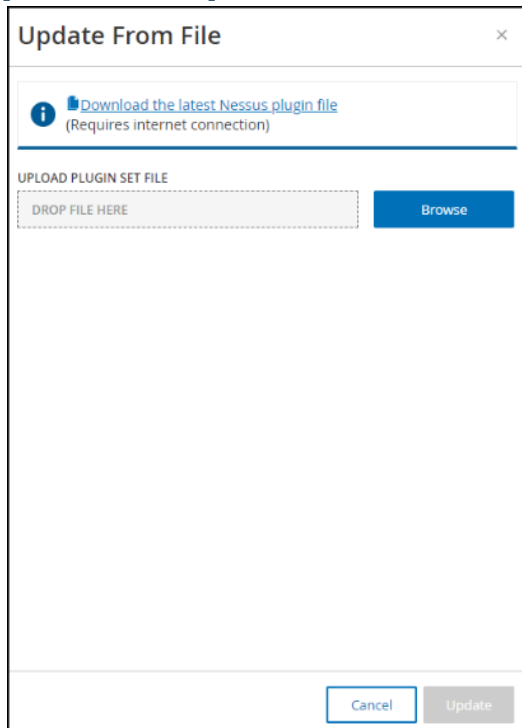 Update From File
Download the latest Nessus plugin file
(Requires internet connection)
UPLOAD PLUGIN SET FILE
DROP FILE HERE
Browse
Cancel
Update